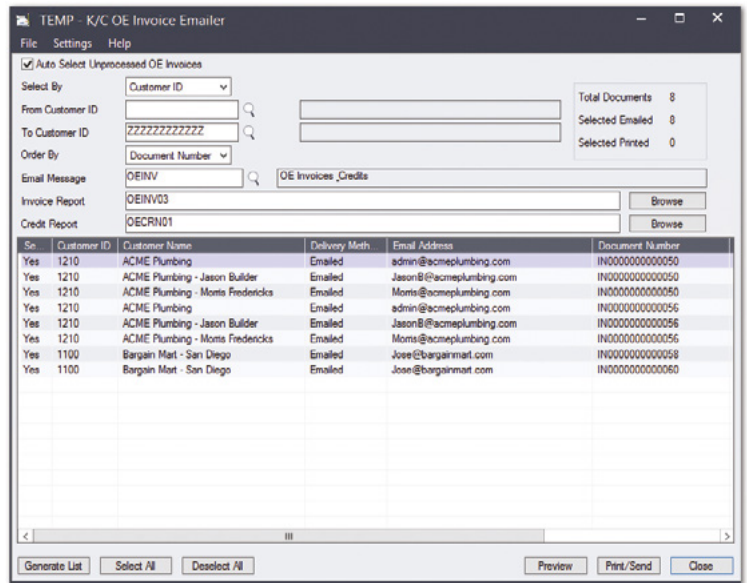 TEMP - K/C OE Invoice Emailer
File Settings Help
Auto Select Unprocessed OE Invoices
Select By Customer ID
From Customer ID
To Customer ID ZZZZZZZZZZZZ
Order By Document Number
Total Documents 8
Selected Emailed 8
Selected Printed 0
Email Message OEINV OE Invoices_Credits
Invoice Report OEINV03 Browse
Credit Report OECRN01 Browse
Se... Customer ID Customer Name Delivery Meth... Email Address Document Number
Yes 1210 ACME Plumbing Emailed admin@acmeplumbing.com IN0000000000050
Yes 1210 ACME Plumbing - Jason Builder Emailed JasonB@acmeplumbing.com IN0000000000050
Yes 1210 ACME Plumbing - Morris Fredericks Emailed Morris@acmeplumbing.com IN0000000000050
Yes 1210 ACME Plumbing Emailed admin@acmeplumbing.com IN0000000000056
Yes 1210 ACME Plumbing - Jason Builder Emailed JasonB@acmeplumbing.com IN0000000000056
Yes 1210 ACME Plumbing - Morris Fredericks Emailed Morris@acmeplumbing.com IN0000000000056
Yes 1100 Bargain Mart - San Diego Emailed Jose@bargainmart.com IN0000000000058
Yes 1100 Bargain Mart - San Diego Emailed Jose@bargainmart.com IN0000000000060
Generate List Select All Deselect All Preview Print/Send Close